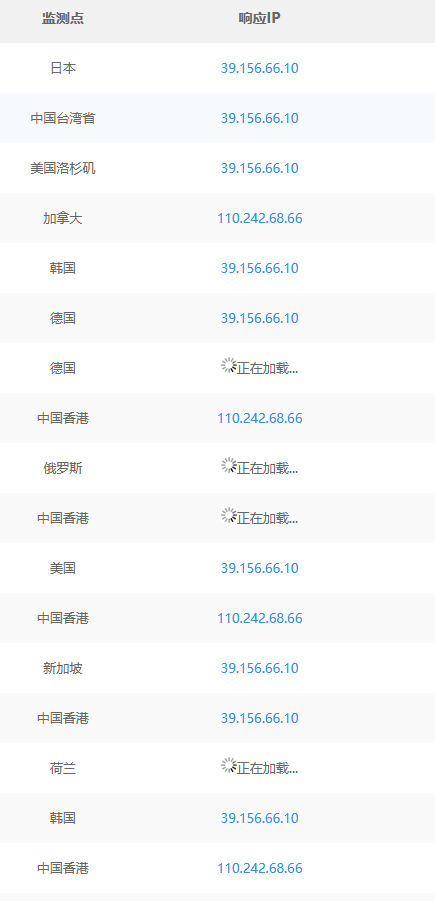 监测点 响应IP
日本 39.156.66.10
中国台湾省 39.156.66.10
美国洛杉矶 39.156.66.10
加拿大 110.242.68.66
韩国 39.156.66.10
德国 39.156.66.10
德国 正在加载...
中国香港 110.242.68.66
俄罗斯 正在加载...
中国香港 正在加载...
美国 39.156.66.10
中国香港 110.242.68.66
新加坡 39.156.66.10
中国香港 39.156.66.10
荷兰 正在加载...
韩国 39.156.66.10
中国香港 110.242.68.66